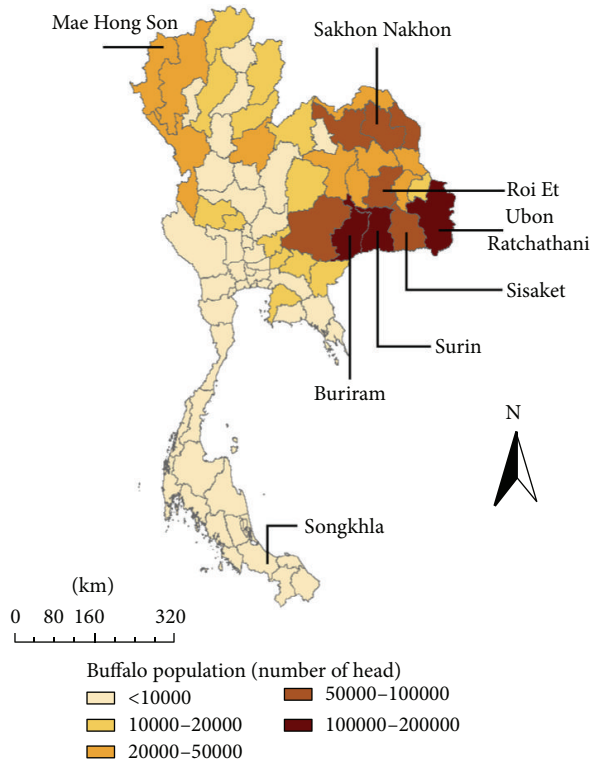 Mae Hong Son
Sakhon Nakhon
Roi Et
Ubon
Ratchathani
Sisaket
Surin
Buriram
N
Songkhla
(km)
0 80 160 320
Buffalo population (number of head)
<10000
10000–20000
20000–50000
50000–100000
100000–200000